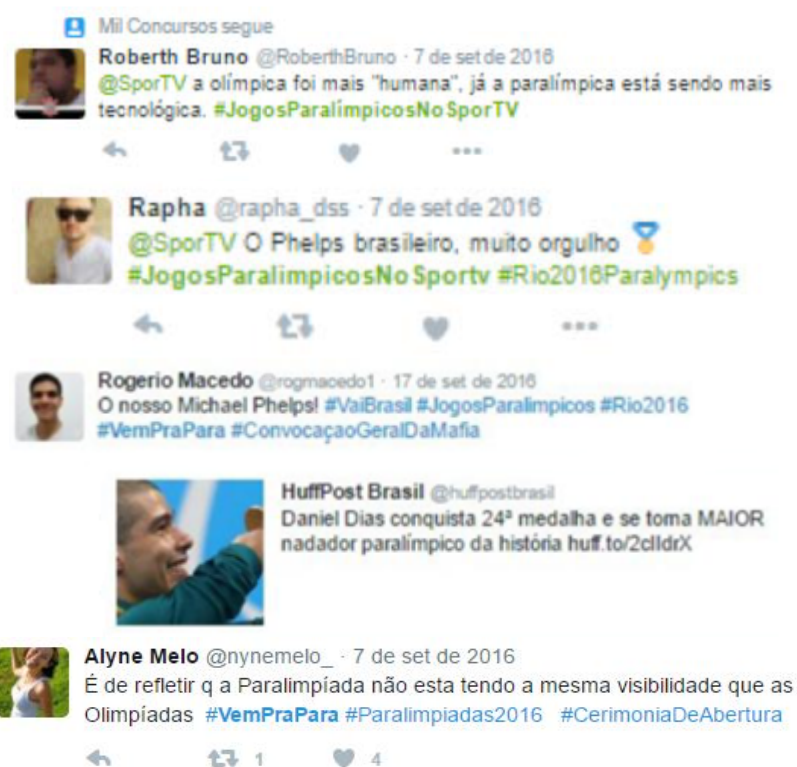 Mil Concursos segue
Roberth Bruno @RoberthBruno · 7 de set de 2016
@SporTV a olímpica foi mais "humana", já a paralímpica está sendo mais
tecnológica. #JogosParalímpicosNoSporTV
Rapha @rapha_dss · 7 de set de 2016
@SporTV O Phelps brasileiro, muito orgulho
#JogosParalimpicosNoSportv #Rio2016Paralympics
Rogerio Macedo @rogmacedo1 · 17 de set de 2016
O nosso Michael Phelps! #VaiBrasil #JogosParalimpicos #Rio2016
#VemPraPara #ConvocaçaoGeralDaMafia
HuffPost Brasil @huffpostbrasil
Daniel Dias conquista 24ª medalha e se torna MAIOR
nadador paralímpico da história huff.to/2clldrX
Alyne Melo @nynemelo_ · 7 de set de 2016
É de refletir q a Paralimpíada não esta tendo a mesma visibilidade que as
Olimpíadas #VemPraPara #Paralimpiadas2016 #CerimoniaDeAbertura
1 4